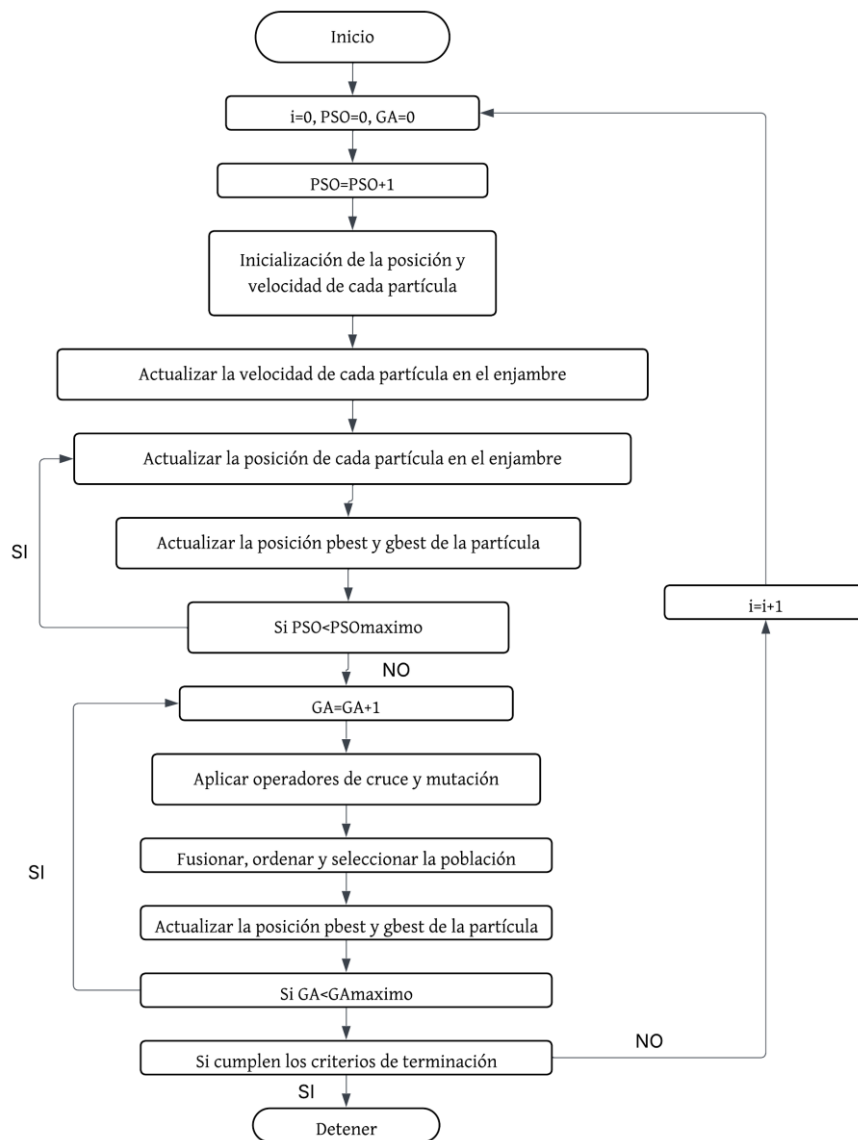 Inicio
i=0, PSO=0, GA=0
PSO=PSO+1
Inicialización de la posición y
velocidad de cada partícula
Actualizar la velocidad de cada partícula en el enjambre
Actualizar la posición de cada partícula en el enjambre
Actualizar la posición pbest y gbest de la partícula
SI
i=i+1
Si PSO<PSOmaximo
NO
GA=GA+1
Aplicar operadores de cruce y mutación
Fusionar, ordenar y seleccionar la población
SI
Actualizar la posición pbest y gbest de la partícula
Si GA<GAmaximo
Si cumplen los criterios de terminación
NO
SI
Detener